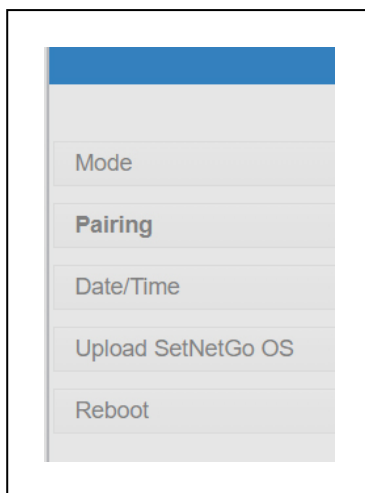 Mode
Pairing
Date/Time
Upload SetNetGo OS
Reboot